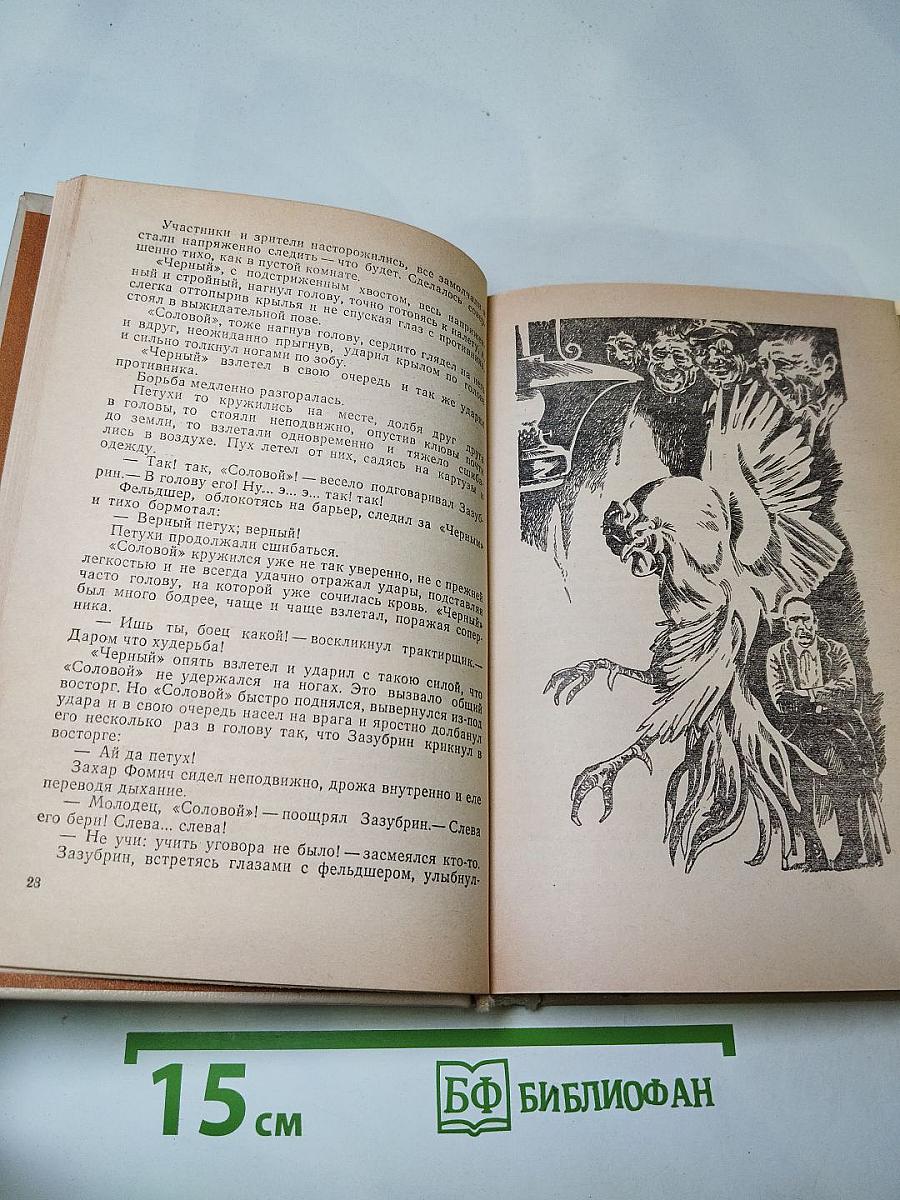 Участники и зрители насторожились, все замолчали и
стали напряженно следить — что будет. Сделалось совер-
шенно тихо, как в пустой комнате.
«Черный», с подстриженным хвостом, весь напряжен-
ный и стройный, нагнул голову, точно готовясь к налету, и
слегка оттопырив крылья и не спуская глаз с противника,
стоял в выжидательной позе.
«Соловой», тоже нагнув голову, сердито глядел на него
и вдруг, неожиданно прыгнув, ударил крылом по голове
и сильно толкнул ногами по зобу.
«Черный» взлетел в свою очередь и так же ударил
противника.
Борьба медленно разгоралась.
Петухи то кружились на месте, долбя друг друга
в головы, то стояли неподвижно, опустив клювы почти
до земли, то взлетали одновременно и тяжело сшиба-
лись в воздухе. Пух летел от них, садясь на картузы и
одежду.
— Так! так, «Соловой»! — весело подговаривал Зазуб-
рин.— В голову его! Ну... э... э... так! так!
Фельдшер, облокотясь на барьер, следил за «Черным»
и тихо бормотал:
— Верный петух; верный!
Петухи продолжали сшибаться.
«Соловой» кружился уже не так уверенно, не с прежней
легкостью и не всегда удачно отражал удары, подставляя
часто голову, на которой уже сочилась кровь. «Черный»
был много бодрее, чаще и чаще взлетал, поражая сопер-
ника.
— Ишь ты, боец какой! — воскликнул трактирщик.—
Даром что худерьба!
«Черный» опять взлетел и ударил с такою силой, что
«Соловой» не удержался на ногах. Это вызвало общий
восторг. Но «Соловой» быстро поднялся, вывернулся из-под
удара и в свою очередь насел на врага и яростно долбанул
его несколько раз в голову так, что Зазубрин крикнул в
восторге:
— Ай да петух!
Захар Фомич сидел неподвижно, дрожа внутренно и еле
переводя дыхание.
— Молодец, «Соловой»! — поощрял Зазубрин.— Слева
его бери! Слева... слева!
— Не учи: учить уговора не было! — засмеялся кто-то.
Зазубрин, встретясь глазами с фельдшером, улыбнул-
28
15 см
БФ БИБЛИОФАН